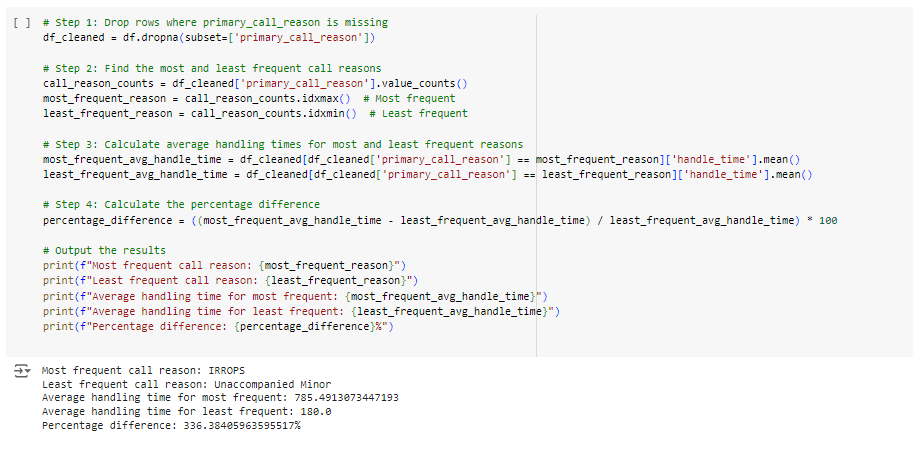 [ ] # Step 1: Drop rows where primary_call_reason is missing
df_cleaned = df.dropna(subset=['primary_call_reason'])
# Step 2: Find the most and least frequent call reasons
call_reason_counts = df_cleaned['primary_call_reason'].value_counts()
most_frequent_reason = call_reason_counts.idxmax()  # Most frequent
least_frequent_reason = call_reason_counts.idxmin()  # Least frequent
# Step 3: Calculate average handling times for most and least frequent reasons
most_frequent_avg_handle_time = df_cleaned[df_cleaned['primary_call_reason'] == most_frequent_reason]['handle_time'].mean()
least_frequent_avg_handle_time = df_cleaned[df_cleaned['primary_call_reason'] == least_frequent_reason]['handle_time'].mean()
# Step 4: Calculate the percentage difference
percentage_difference = ((most_frequent_avg_handle_time - least_frequent_avg_handle_time) / least_frequent_avg_handle_time) * 100
# Output the results
print(f"Most frequent call reason: {most_frequent_reason}")
print(f"Least frequent call reason: {least_frequent_reason}")
print(f"Average handling time for most frequent: {most_frequent_avg_handle_time}")
print(f"Average handling time for least frequent: {least_frequent_avg_handle_time}")
print(f"Percentage difference: {percentage_difference}%")
Most frequent call reason: IRROPS
Least frequent call reason: Unaccompanied Minor
Average handling time for most frequent: 785.4913073447193
Average handling time for least frequent: 180.0
Percentage difference: 336.38405963595517%